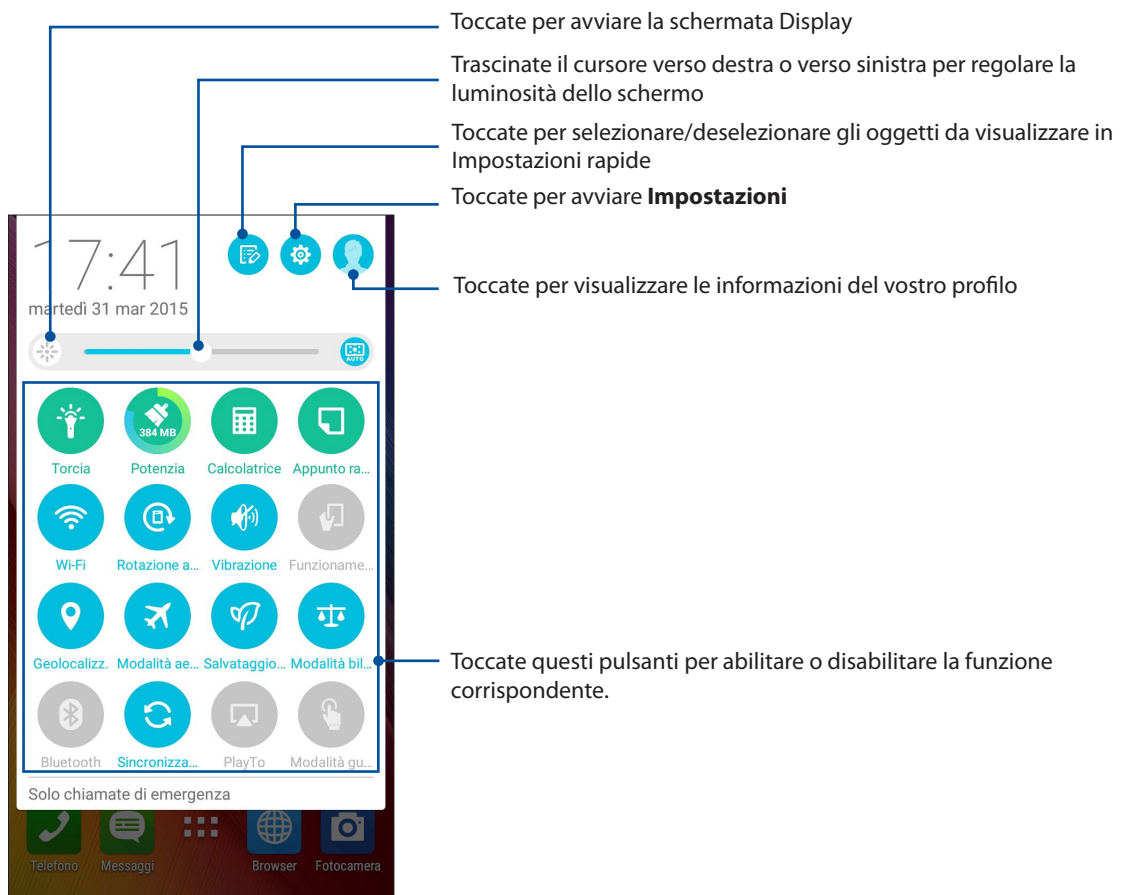 Toccate per avviare la schermata Display
Trascinate il cursore verso destra o verso sinistra per regolare la
luminosità dello schermo
Toccate per selezionare/deselezionare gli oggetti da visualizzare in
Impostazioni rapide
Toccate per avviare Impostazioni
17:41
martedì 31 mar 2015
Toccate per visualizzare le informazioni del vostro profilo
AUTO
384 MB
Torcia Potenzia Calcolatrice Appunto ra...
Wi-Fi Rotazione a... Vibrazione Funzioname...
Geolocalizz. Modalità ae... Salvataggio... Modalità bil...
Toccate questi pulsanti per abilitare o disabilitare la funzione
corrispondente.
Bluetooth Sincronizza... PlayTo Modalità gu...
Solo chiamate di emergenza
Telefono Messaggi Browser Fotocamera